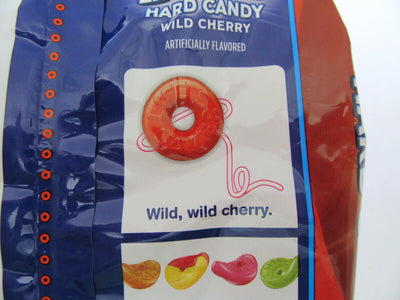 HARD CANDY
WILD CHERRY
ARTIFICIALLY FLAVORED
Wild, wild cherry.